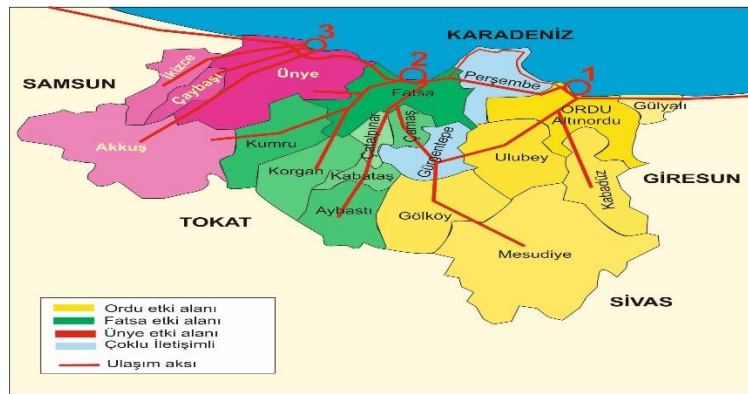 KARADENİZ
3
2
1
SAMSUN
İkizce
Çaybaşı
Ünye
Fatsa
Perşembe
ORDU
Altınordu
Gülyalı
Akkuş
Kumru
Korgan
Çatalpınar
Çamaş
Kabataş
Gürgentepe
Ulubey
Kabadüz
GİRESUN
TOKAT
Aybastı
Gölköy
Mesudiye
SİVAS
Ordu etki alanı
Fatsa etki alanı
Ünye etki alanı
Çoklu İletişimli
Ulaşım aksı